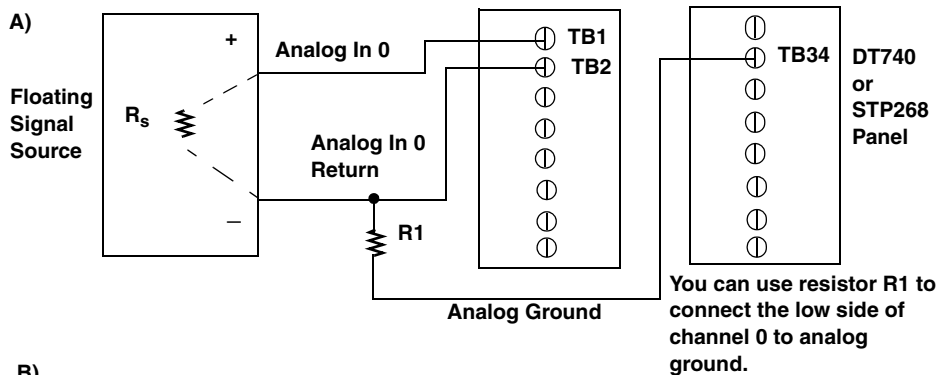 A)
+
Analog In 0
TB1
TB2
TB34
DT740
or
STP268
Panel
Floating
Signal
Source
Rs
Analog In 0
Return
–
R1
Analog Ground
You can use resistor R1 to
connect the low side of
channel 0 to analog
ground.
B)